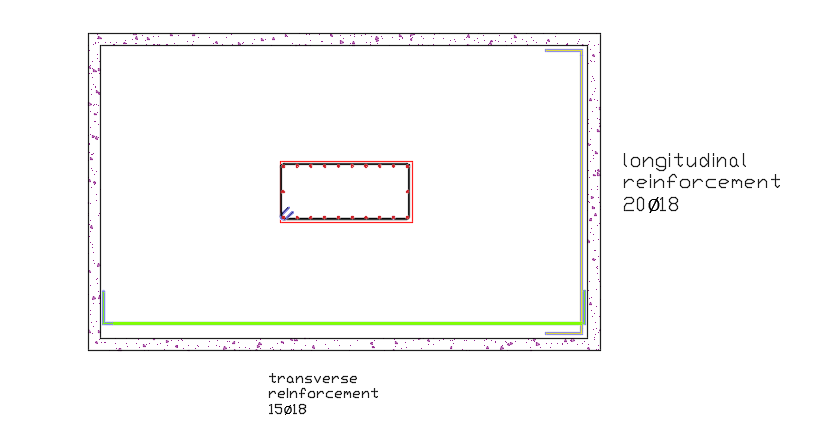 longitudinal
reinforcement
20Ø18
transverse
reinforcement
15Ø18